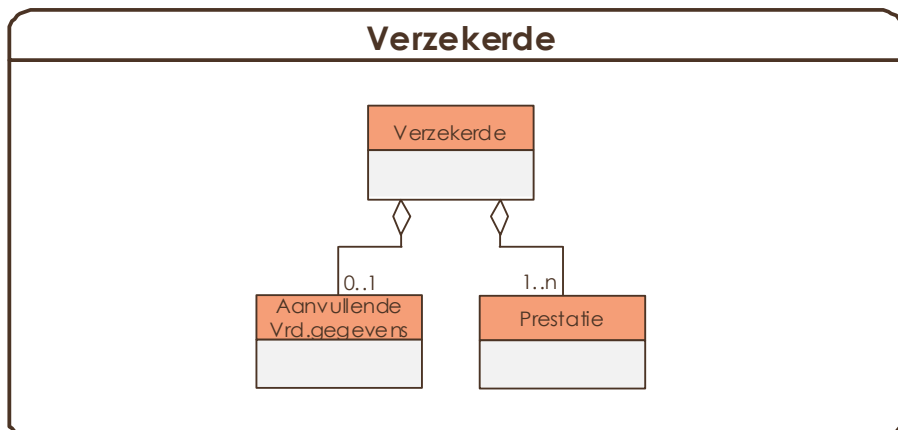 Verzekerde
Verzekerde
0..1
1..n
Aanvullende
Vrd.gegevens
Prestatie